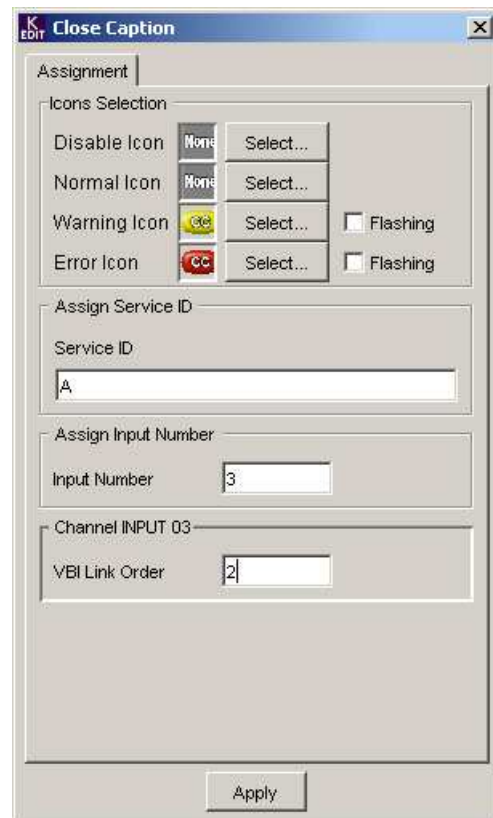 K EDIT Close Caption
Assignment
Icons Selection
Disable Icon None Select...
Normal Icon None Select...
Warning Icon CC Select... Flashing
Error Icon CC Select... Flashing
Assign Service ID
Service ID
A
Assign Input Number
Input Number 3
Channel INPUT 03
VBI Link Order 2
Apply